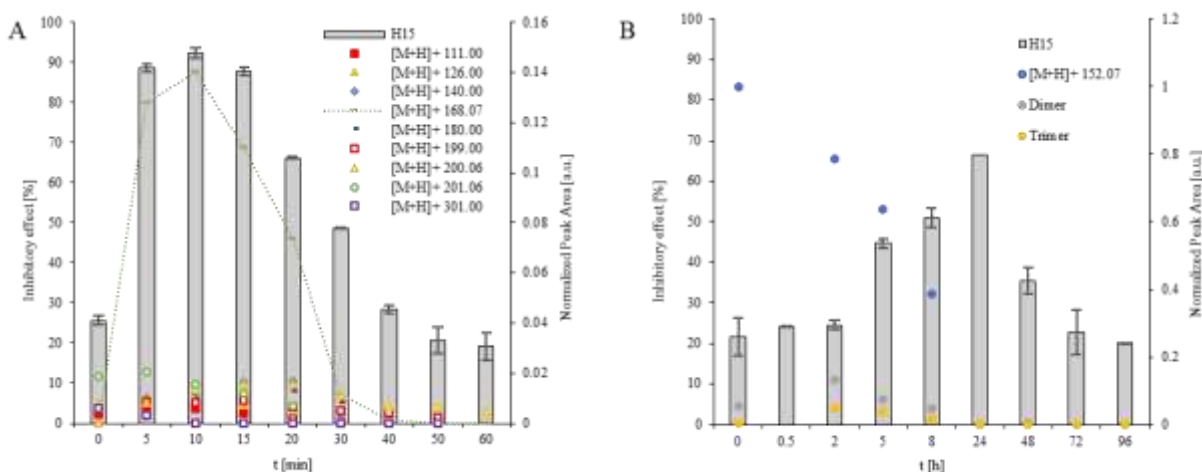 A
Inhibitory effect [%]
100
90
80
70
60
50
40
30
20
10
0
0 5 10 15 20 30 40 50 60
t [min]
0.16
0.14
0.12
0.1
0.08
0.06
0.04
0.02
0
Normalized Peak Area [a.u.]
H15
[M+H]+ 111.00
[M+H]+ 126.00
[M+H]+ 140.00
[M+H]+ 168.07
[M+H]+ 180.00
[M+H]+ 199.00
[M+H]+ 200.06
[M+H]+ 201.06
[M+H]+ 301.00
B
Inhibitory effect [%]
100
90
80
70
60
50
40
30
20
10
0
0 0.5 2 5 8 24 48 72 96
t [h]
1.2
1
0.8
0.6
0.4
0.2
0
Normalized Peak Area [a.u.]
H15
[M+H]+ 152.07
Dimer
Trimer